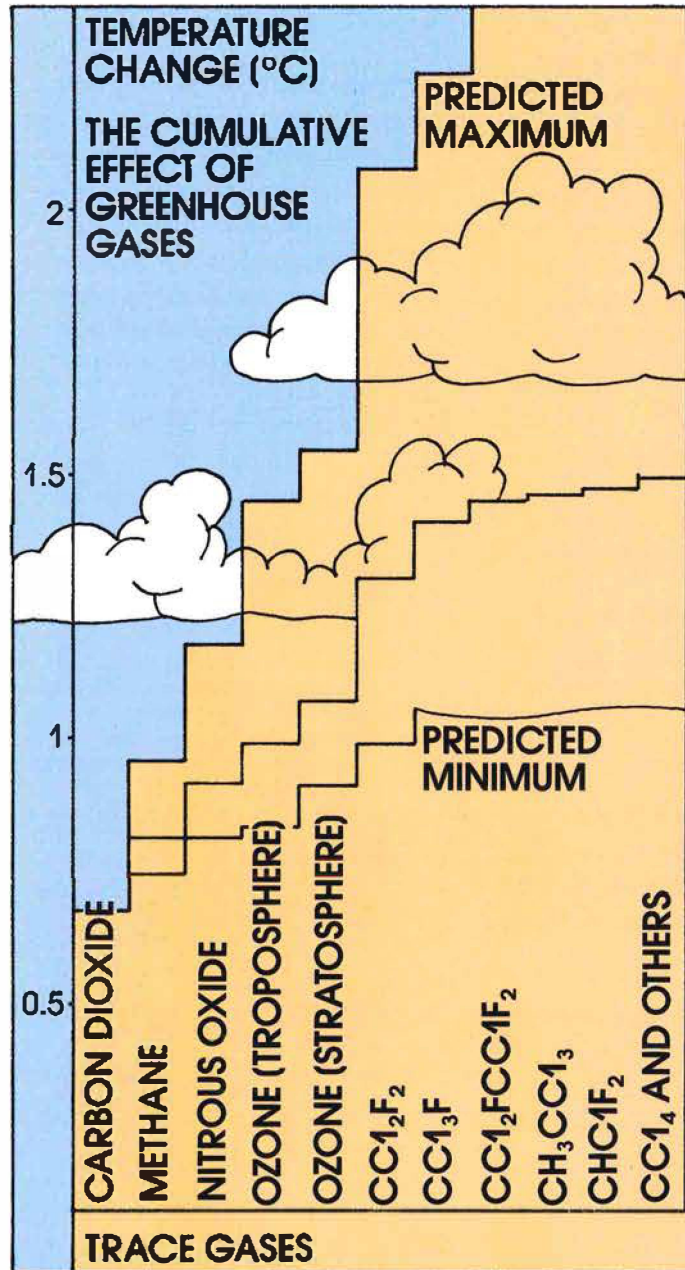 TEMPERATURE
CHANGE (°C)
THE CUMULATIVE
EFFECT OF
GREENHOUSE
GASES
PREDICTED
MAXIMUM
2
1.5
1
0.5
PREDICTED
MINIMUM
CARBON DIOXIDE
METHANE
NITROUS OXIDE
OZONE (TROPOSPHERE)
OZONE (STRATOSPHERE)
CC1₂F₂
CC1₃F
CC1₂FCC1F₂
CH₃CC1₃
CHC1F₂
CC1₄ AND OTHERS
TRACE GASES